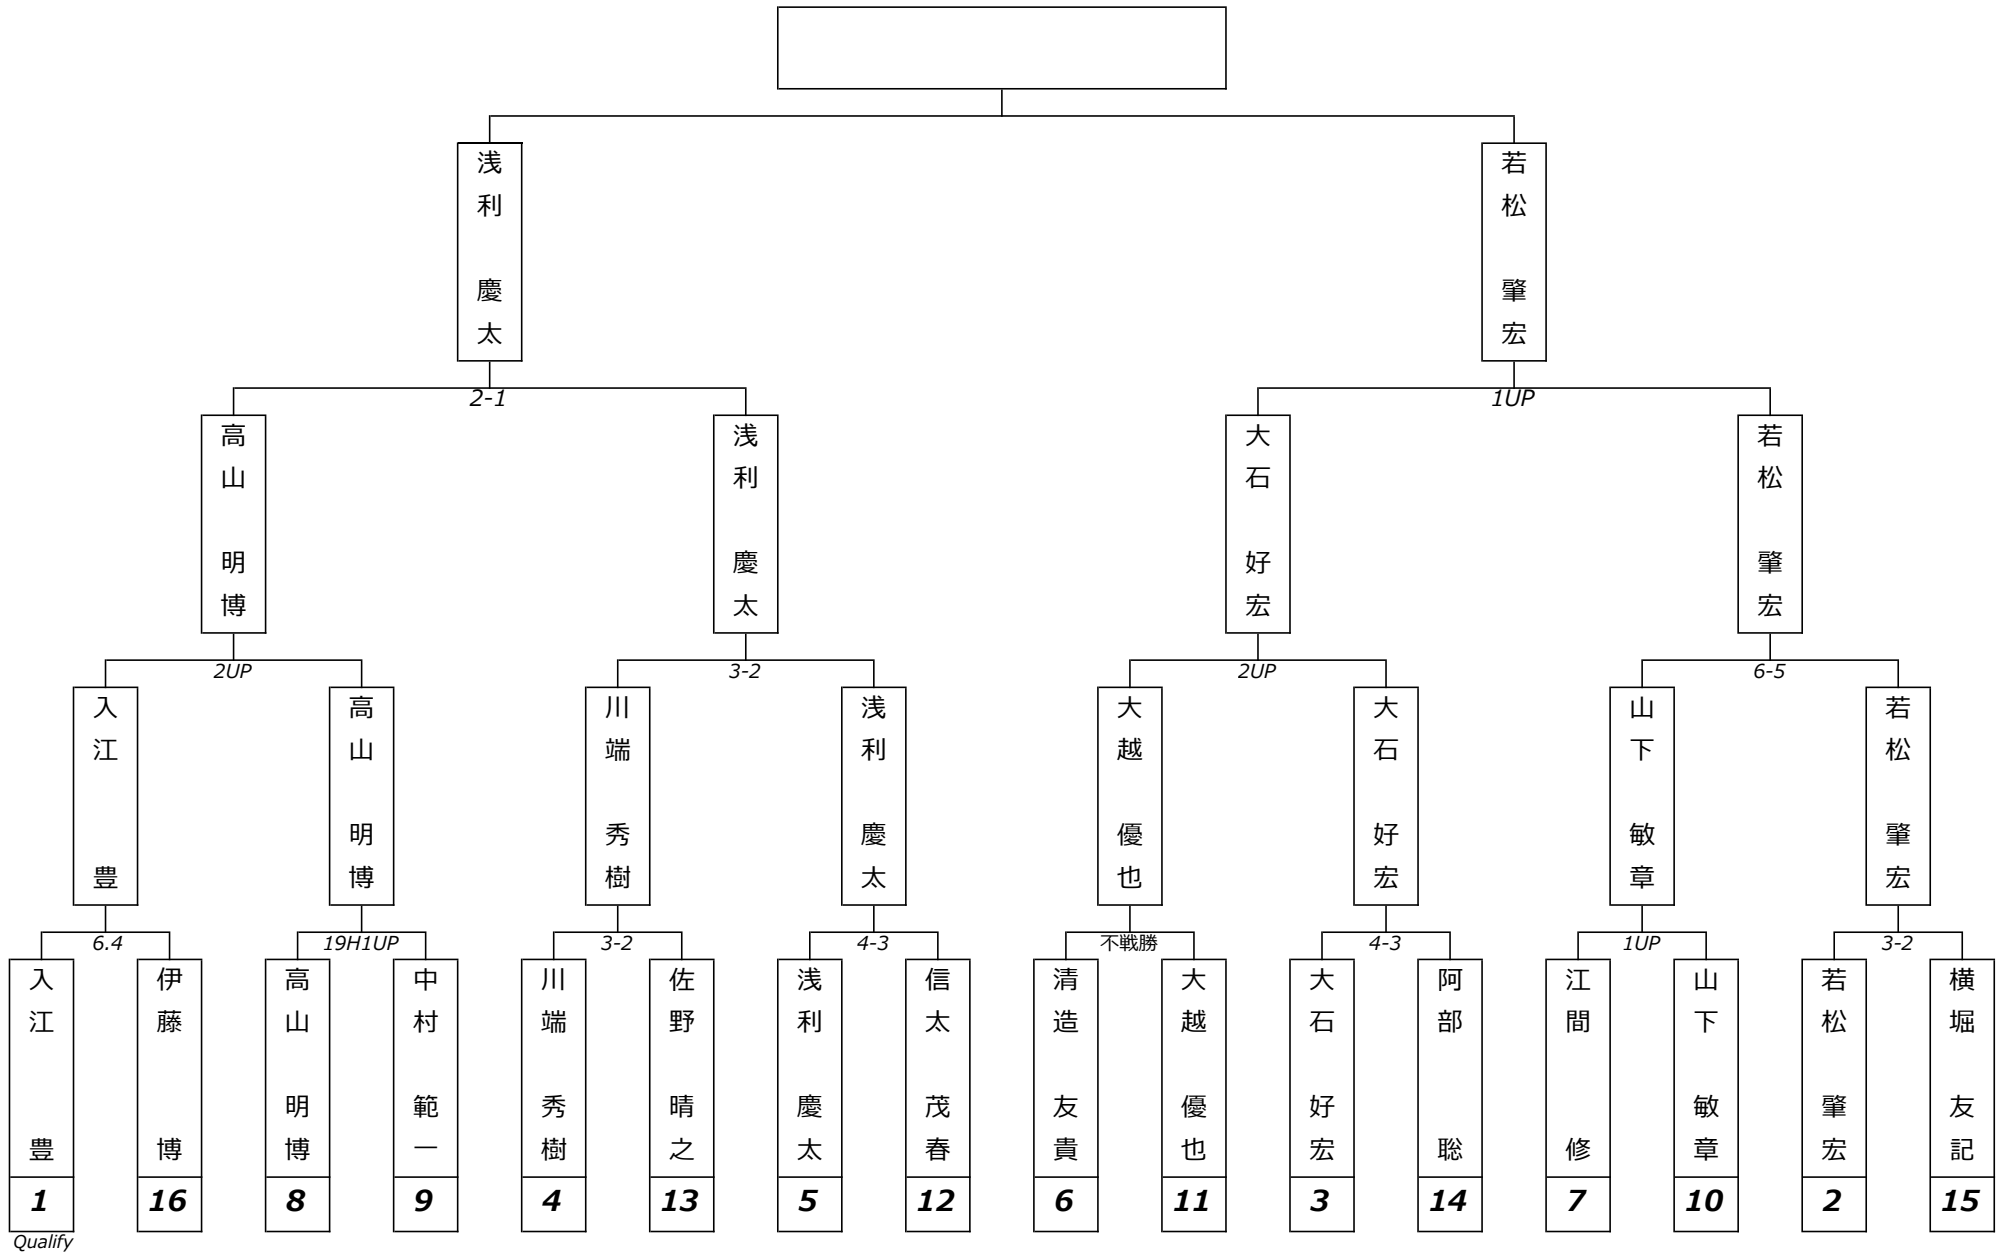 浅利 慶太
若松 肇宏
2-1
1UP
高山 明博
浅利 慶太
大石 好宏
若松 肇宏
2UP
3-2
2UP
6-5
入江 豊
高山 明博
川端 秀樹
浅利 慶太
大越 優也
大石 好宏
山下 敏章
若松 肇宏
6.4
19H1UP
3-2
4-3
不戦勝
4-3
1UP
3-2
入江 豊
伊藤 博
高山 明博
中村 範一
川端 秀樹
佐野 晴之
浅利 慶太
信太 茂春
清造 友貴
大越 優也
大石 好宏
阿部 聡
江間 修
山下 敏章
若松 肇宏
横堀 友記
1
16
8
9
4
13
5
12
6
11
3
14
7
10
2
15
Qualify